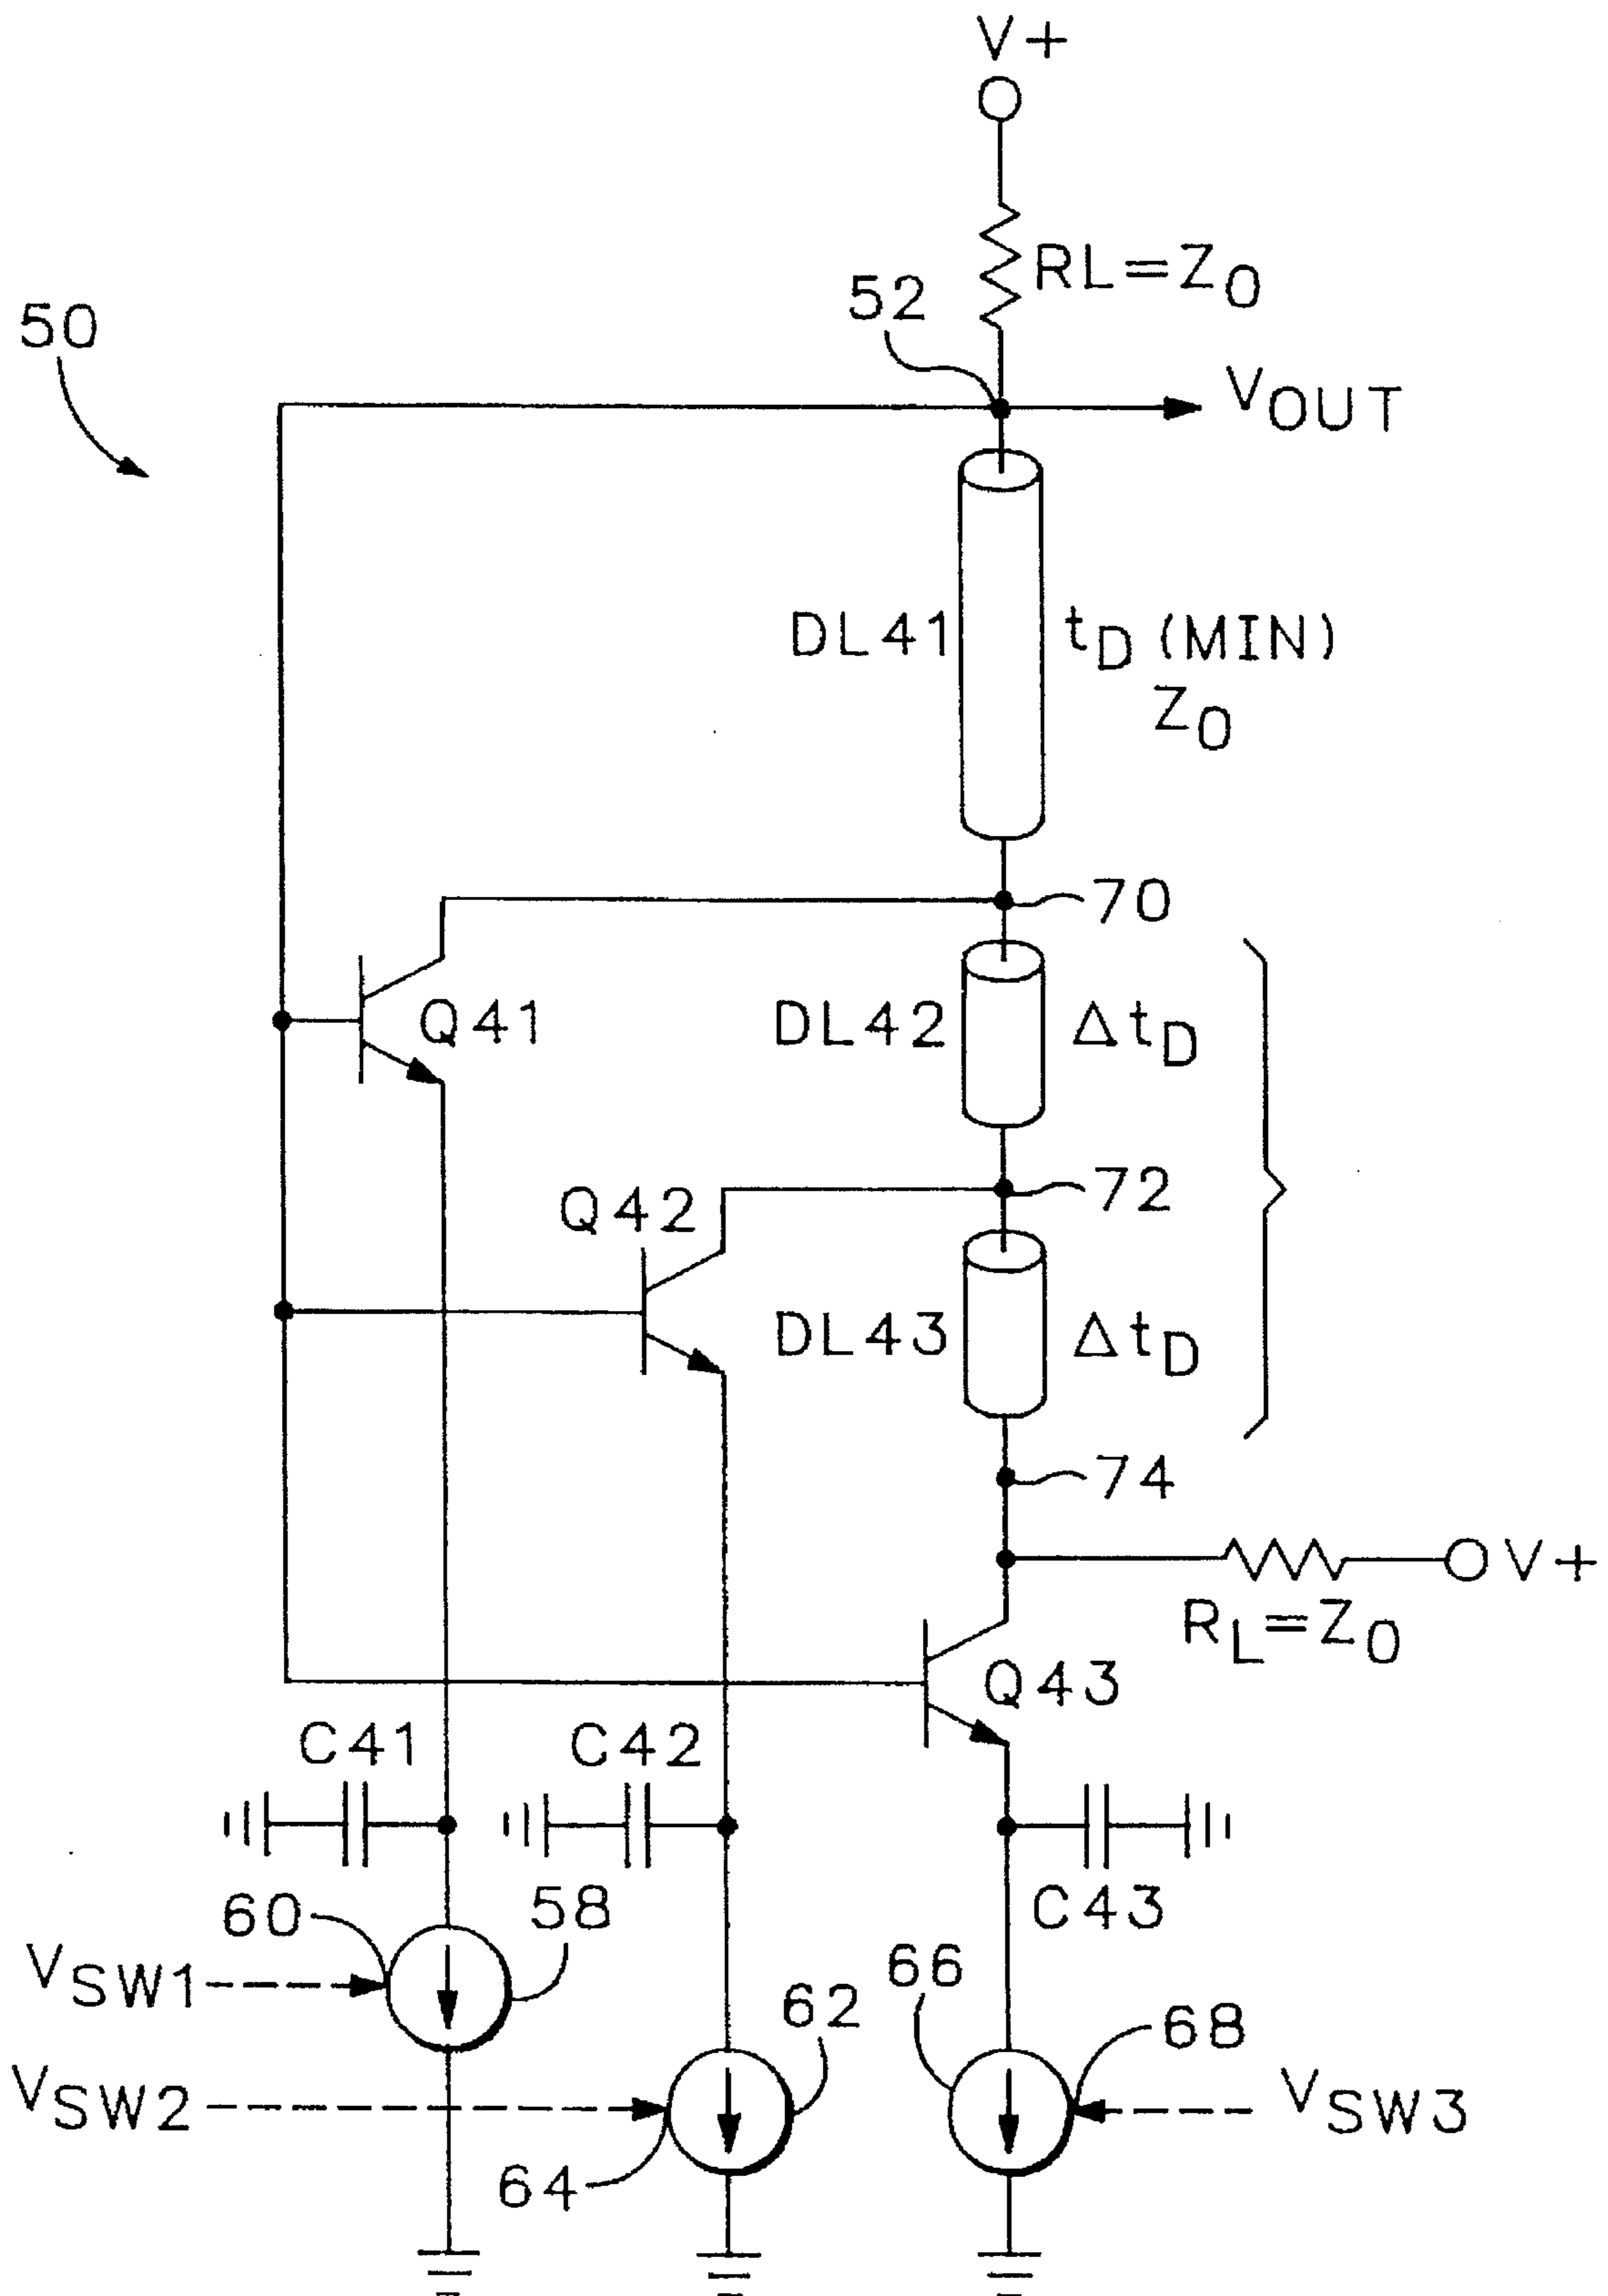 V+
RL=Z0
52
50
VOUT
DL41
tD (MIN)
Z0
70
Q41
DL42
ΔtD
72
Q42
DL43
ΔtD
74
V+
RL=Z0
Q43
C41
C42
C43
60
58
VSW1
66
62
68
VSW2
VSW3
64